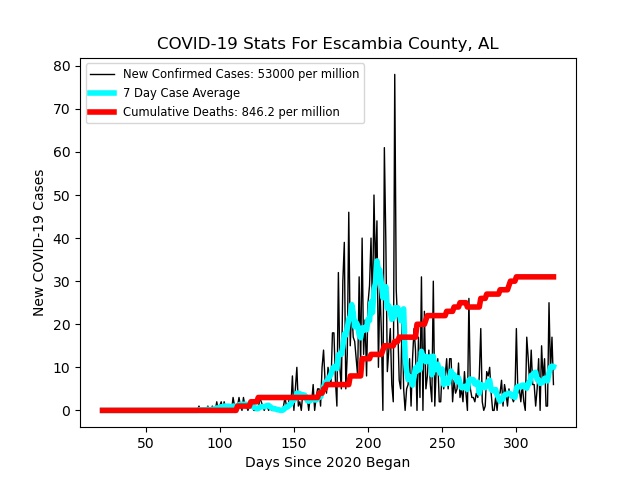 COVID-19 Stats For Escambia County, AL
New Confirmed Cases: 53000 per million
7 Day Case Average
Cumulative Deaths: 846.2 per million
New COVID-19 Cases
80
70
60
50
40
30
20
10
0
50 100 150 200 250 300
Days Since 2020 Began